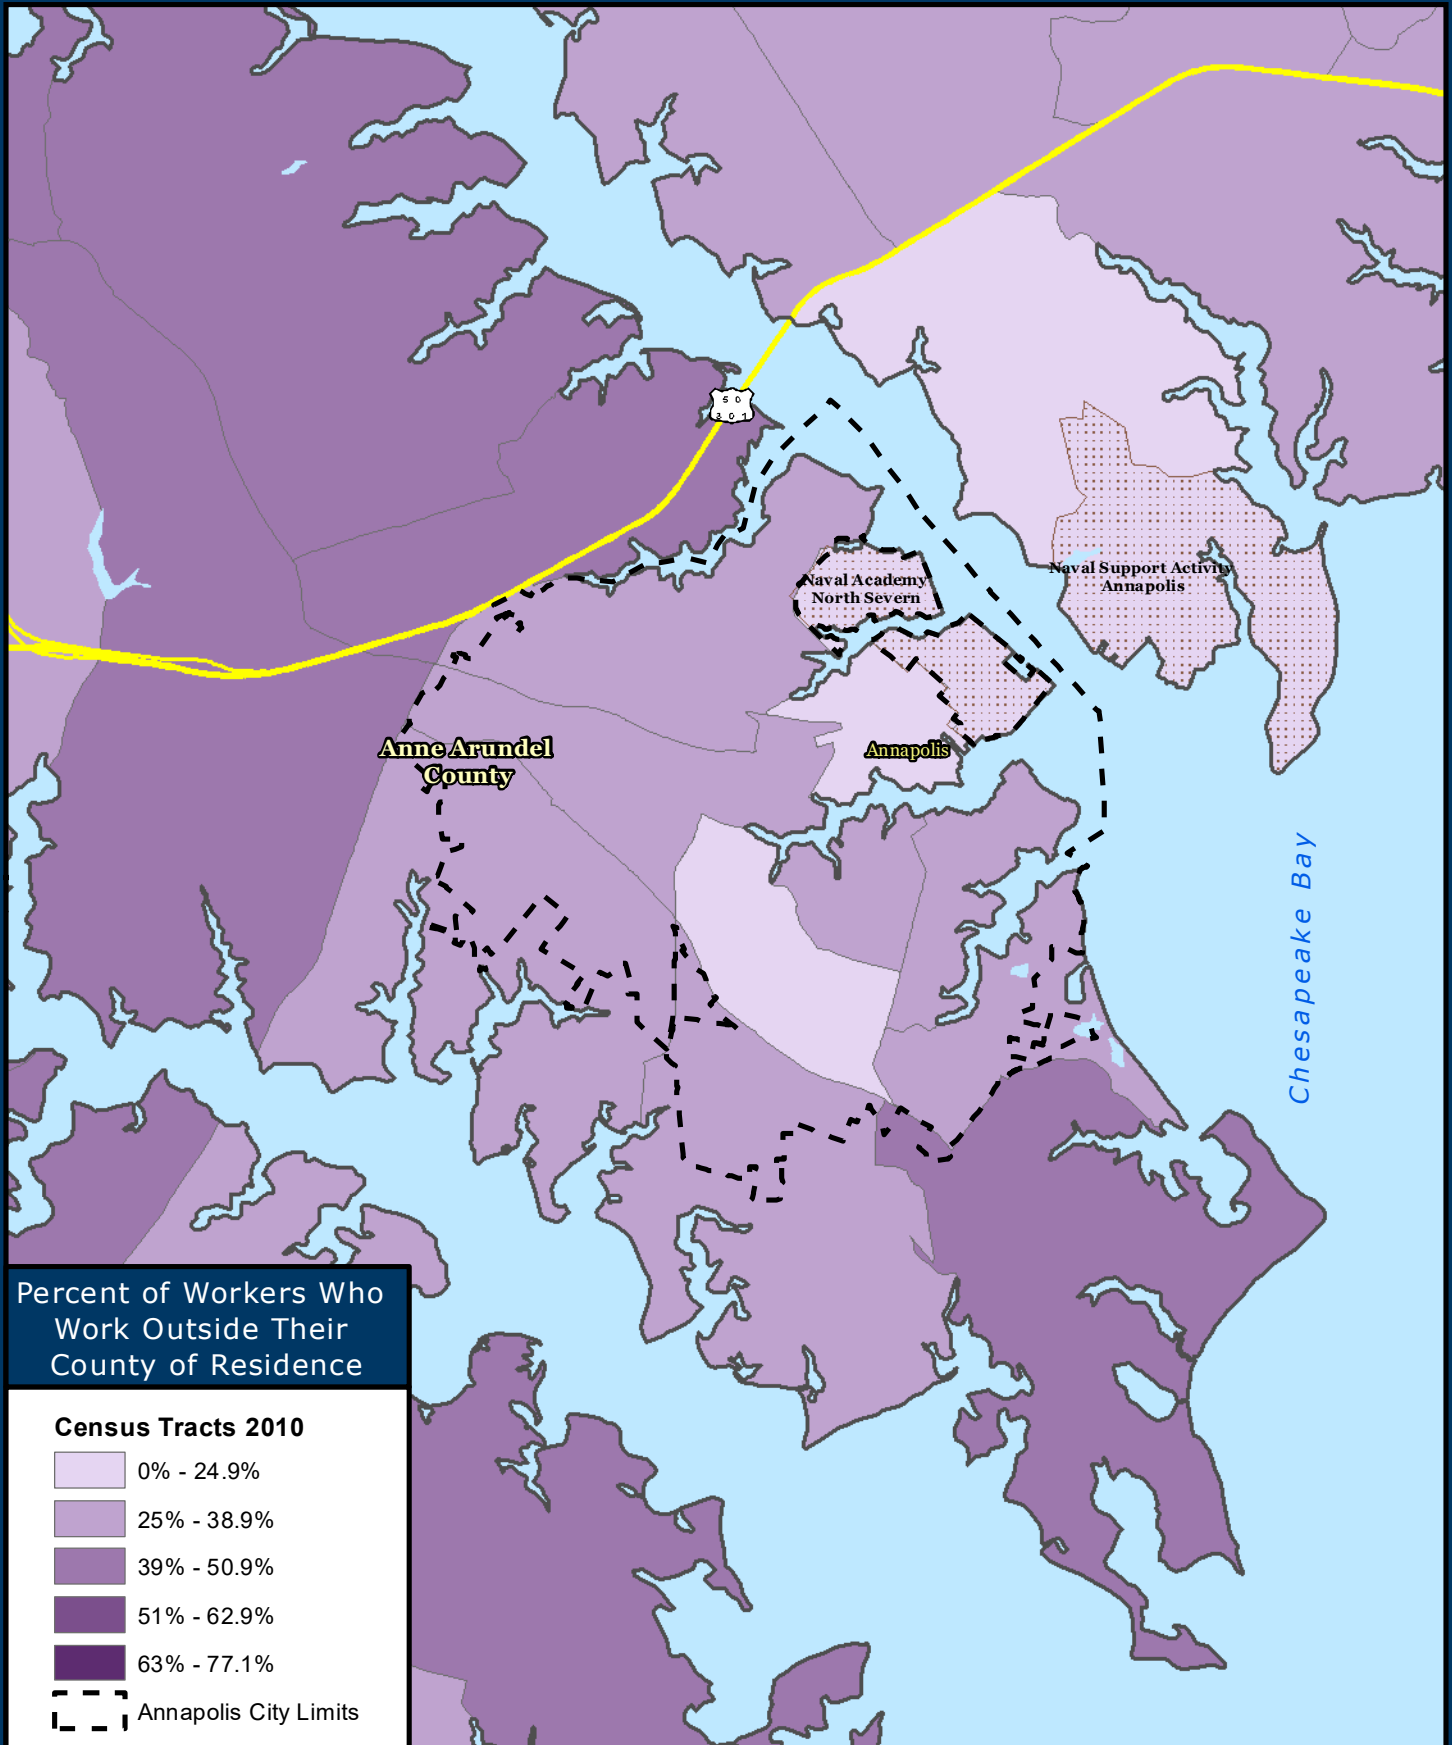 50
301
Naval Academy
North Severn
Naval Support Activity
Annapolis
Anne Arundel
County
Annapolis
Chesapeake Bay
Percent of Workers Who
Work Outside Their
County of Residence
Census Tracts 2010
0% - 24.9%
25% - 38.9%
39% - 50.9%
51% - 62.9%
63% - 77.1%
Annapolis City Limits